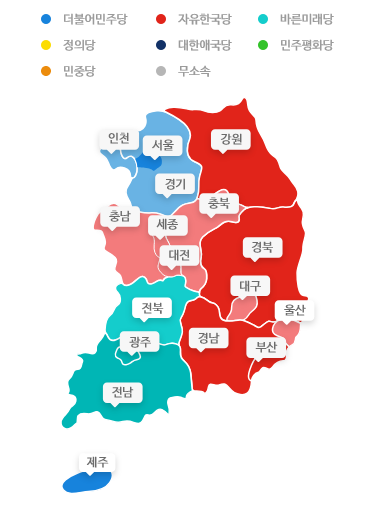 더불어민주당 자유한국당 바른미래당
정의당 대한애국당 민주평화당
민중당 무소속
인천
서울
강원
경기
충북
충남
세종
경북
대전
대구
전북
울산
광주
경남
부산
전남
제주